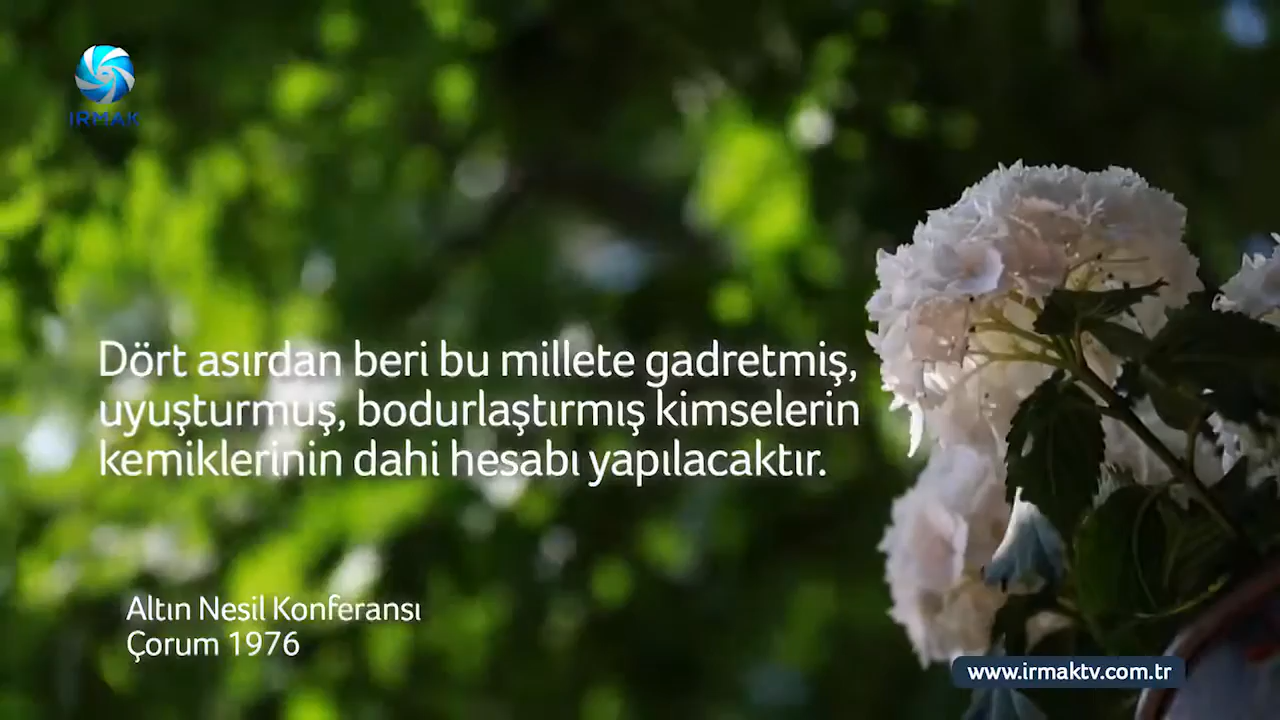 IRMAK
Dört asırdan beri bu millete gadretmiş,
uyuşturmuş, bodurlaştırmış kimselerin
kemiklerinin dahi hesabı yapılacaktır.
Altın Nesil Konferansı
Çorum 1976
www.irmaktv.com.tr